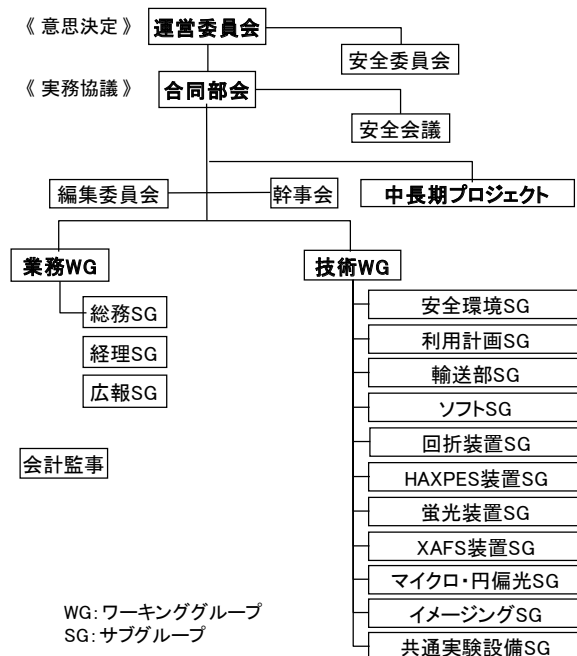 《 意思決定 》 運営委員会
安全委員会
《 実務協議 》 合同部会
安全会議
編集委員会 幹事会 中長期プロジェクト
業務WG 技術WG
総務SG
経理SG
広報SG
安全環境SG
利用計画SG
輸送部SG
ソフトSG
回折装置SG
HAXPES装置SG
蛍光装置SG
XAFS装置SG
マイクロ・円偏光SG
イメージングSG
共通実験設備SG
会計監事
WG: ワーキンググループ
SG: サブグループ